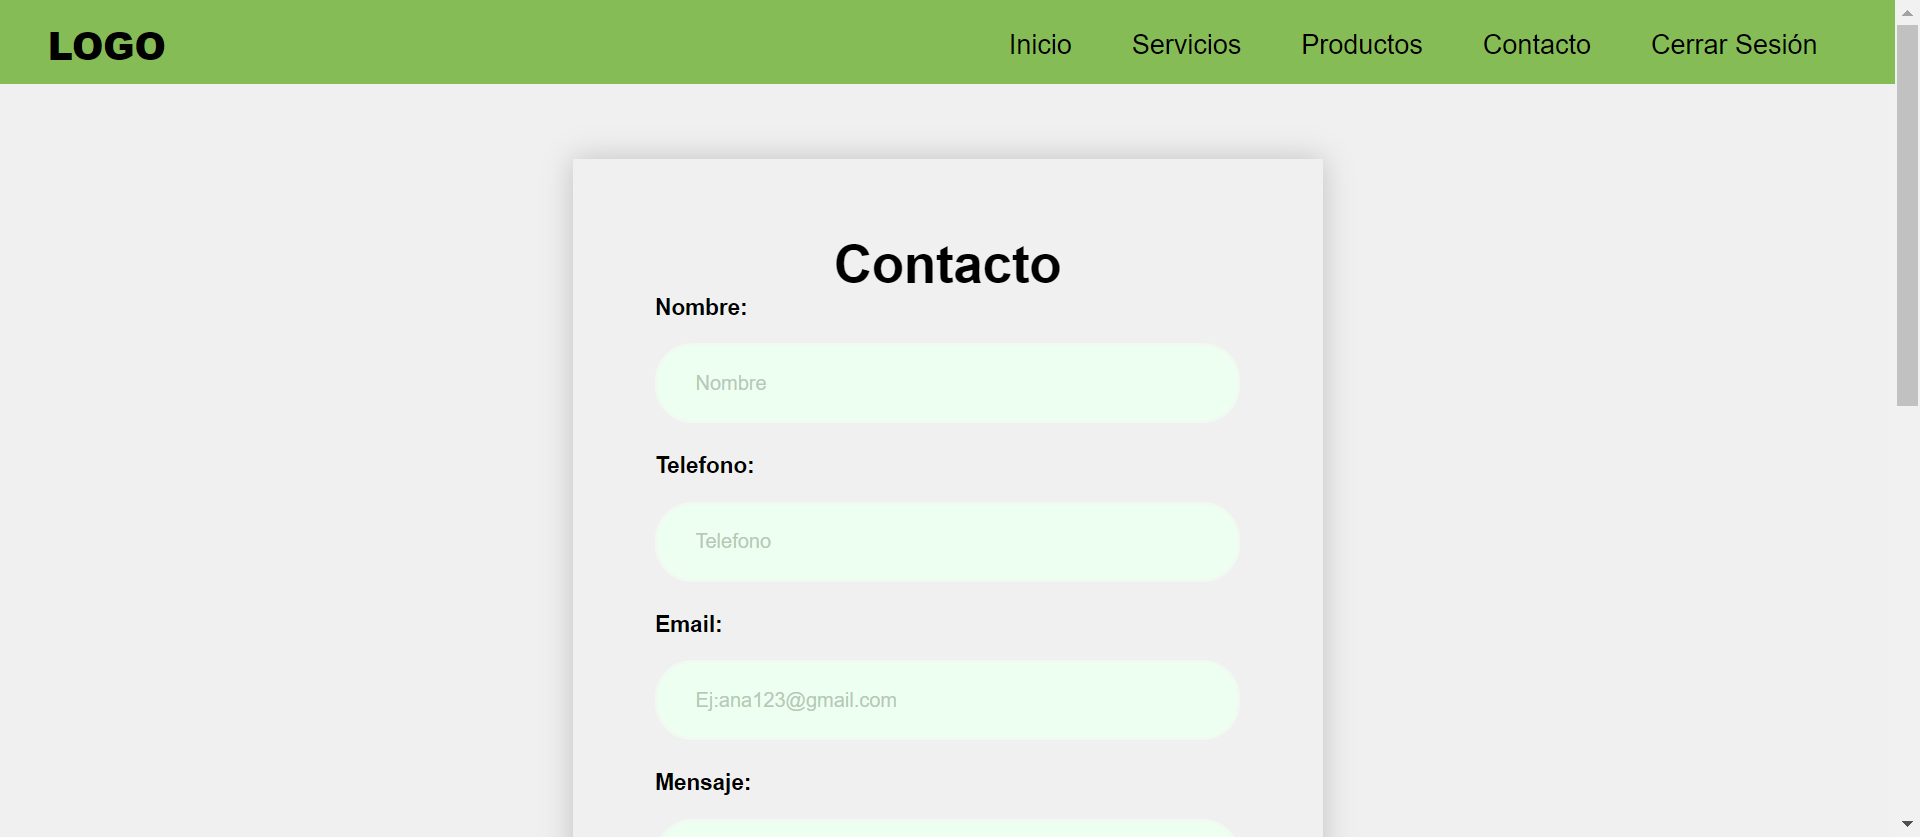 LOGO Inicio Servicios Productos Contacto Cerrar Sesión
Contacto
Nombre:
Nombre
Telefono:
Telefono
Email:
Ej:ana123@gmail.com
Mensaje: